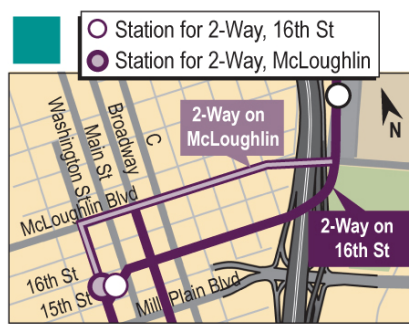 Station for 2-Way, 16th St
Station for 2-Way, McLoughlin
Washington St
Main St
Broadway
C
2-Way on
McLoughlin
N
McLoughlin Blvd
2-Way on
16th St
16th St
15th St
Mill Plain Blvd